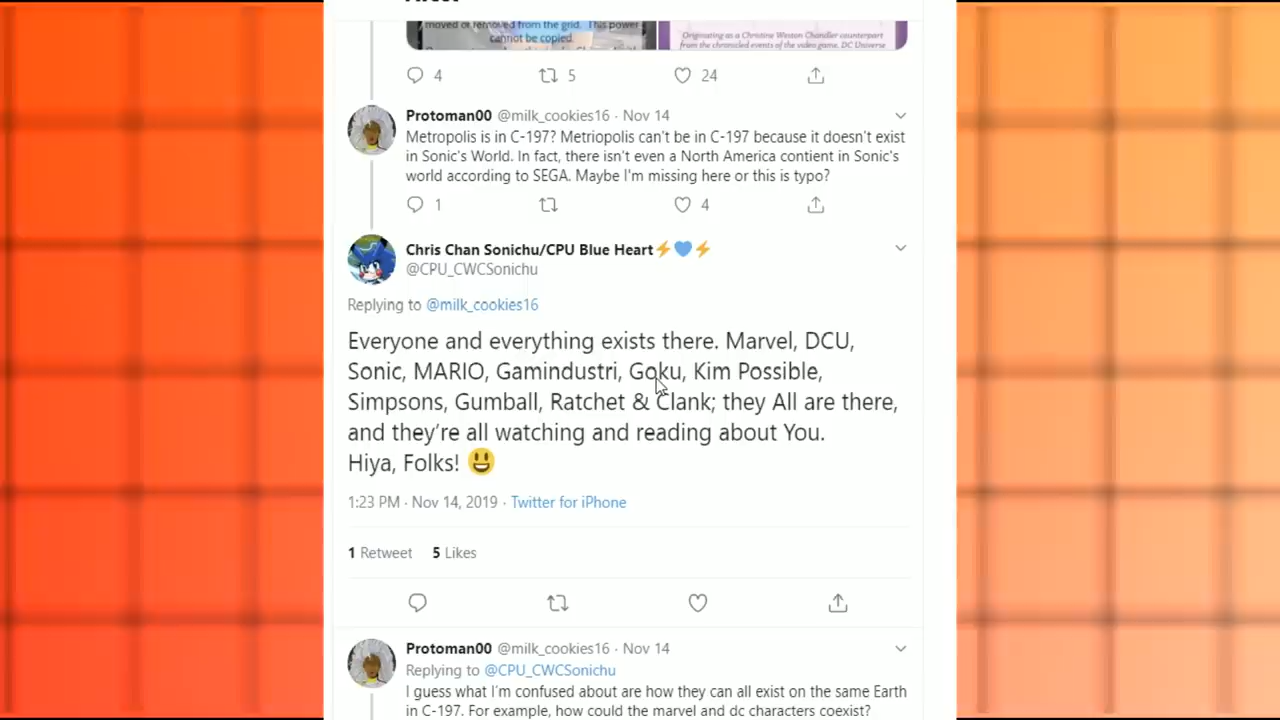 moved or removed from the grid. This power
cannot be copied.
Originating as a Christine Weston Chandler counterpart
from the chronicled events of the video game, DC Universe
4 5 24
Protoman00 @milk_cookies16 · Nov 14
Metropolis is in C-197? Metriopolis can't be in C-197 because it doesn't exist
in Sonic's World. In fact, there isn't even a North America contient in Sonic's
world according to SEGA. Maybe I'm missing here or this is typo?
1 4
Chris Chan Sonichu/CPU Blue Heart⚡💙⚡
@CPU_CWCSonichu
Replying to @milk_cookies16
Everyone and everything exists there. Marvel, DCU,
Sonic, MARIO, Gamindustri, Goku, Kim Possible,
Simpsons, Gumball, Ratchet & Clank; they All are there,
and they're all watching and reading about You.
Hiya, Folks! 😃
1:23 PM · Nov 14, 2019 · Twitter for iPhone
1 Retweet 5 Likes
Protoman00 @milk_cookies16 · Nov 14
Replying to @CPU_CWCSonichu
I guess what I'm confused about are how they can all exist on the same Earth
in C-197. For example, how could the marvel and dc characters coexist?